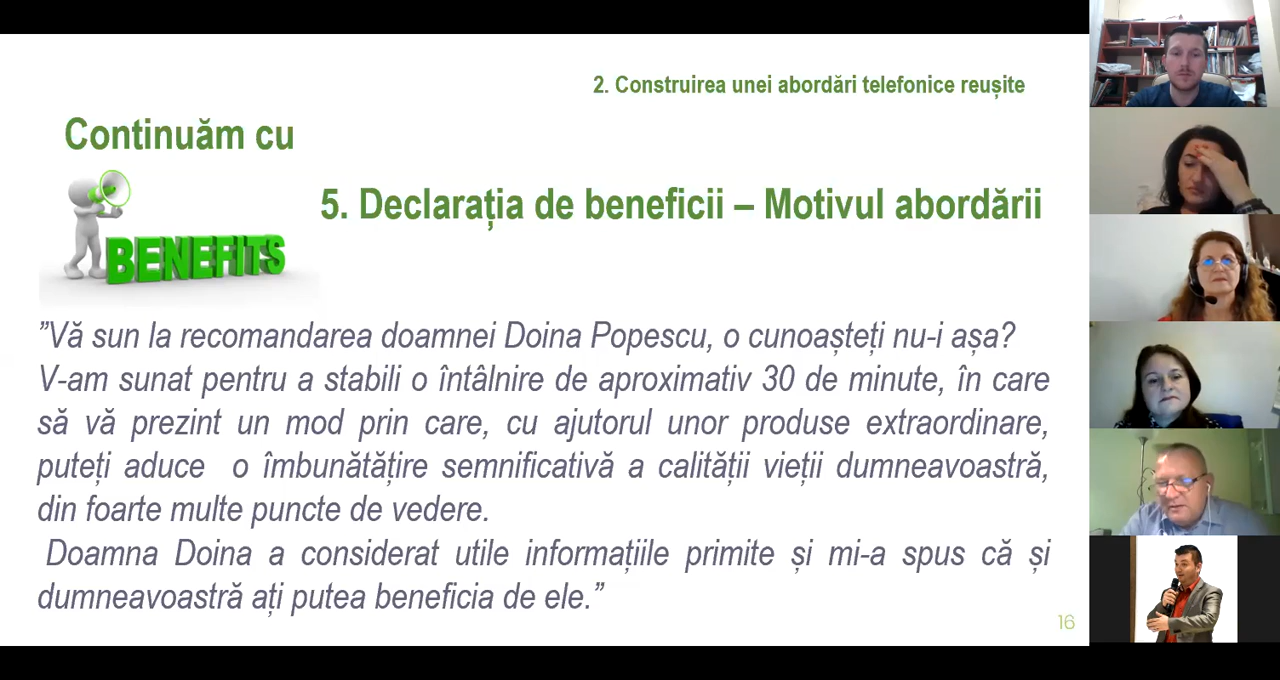 2. Construirea unei abordări telefonice reușite
Continuăm cu
BENEFITS
5. Declarația de beneficii – Motivul abordării
”Vă sun la recomandarea doamnei Doina Popescu, o cunoașteți nu-i așa?
V-am sunat pentru a stabili o întâlnire de aproximativ 30 de minute, în care
să vă prezint un mod prin care, cu ajutorul unor produse extraordinare,
puteți aduce o îmbunătățire semnificativă a calității vieții dumneavoastră,
din foarte multe puncte de vedere.
Doamna Doina a considerat utile informațiile primite și mi-a spus că și
dumneavoastră ați putea beneficia de ele.”
16